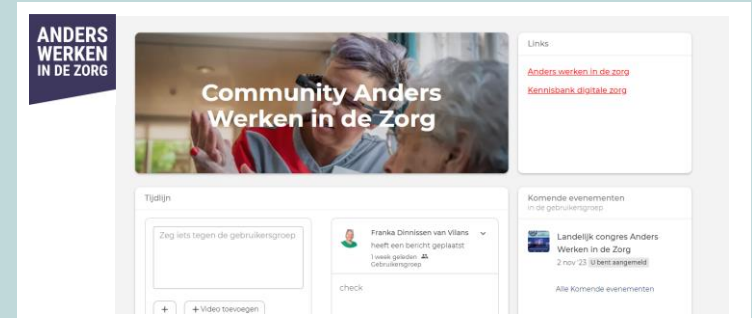 ANDERS
WERKEN
IN DE ZORG
Community Anders
Werken in de Zorg
Links
Anders werken in de zorg
Kennisbank digitale zorg
Tijdlijn
Zeg iets tegen de gebruikersgroep
+
+ Video toevoegen
Franka Dinnissen van Vilans
heeft een bericht geplaatst
1 week geleden
Gebruikersgroep
check
Komende evenementen
in de gebruikersgroep
Landelijk congres Anders
Werken in de Zorg
2 nov '23 U bent aangemeld
Alle Komende evenementen